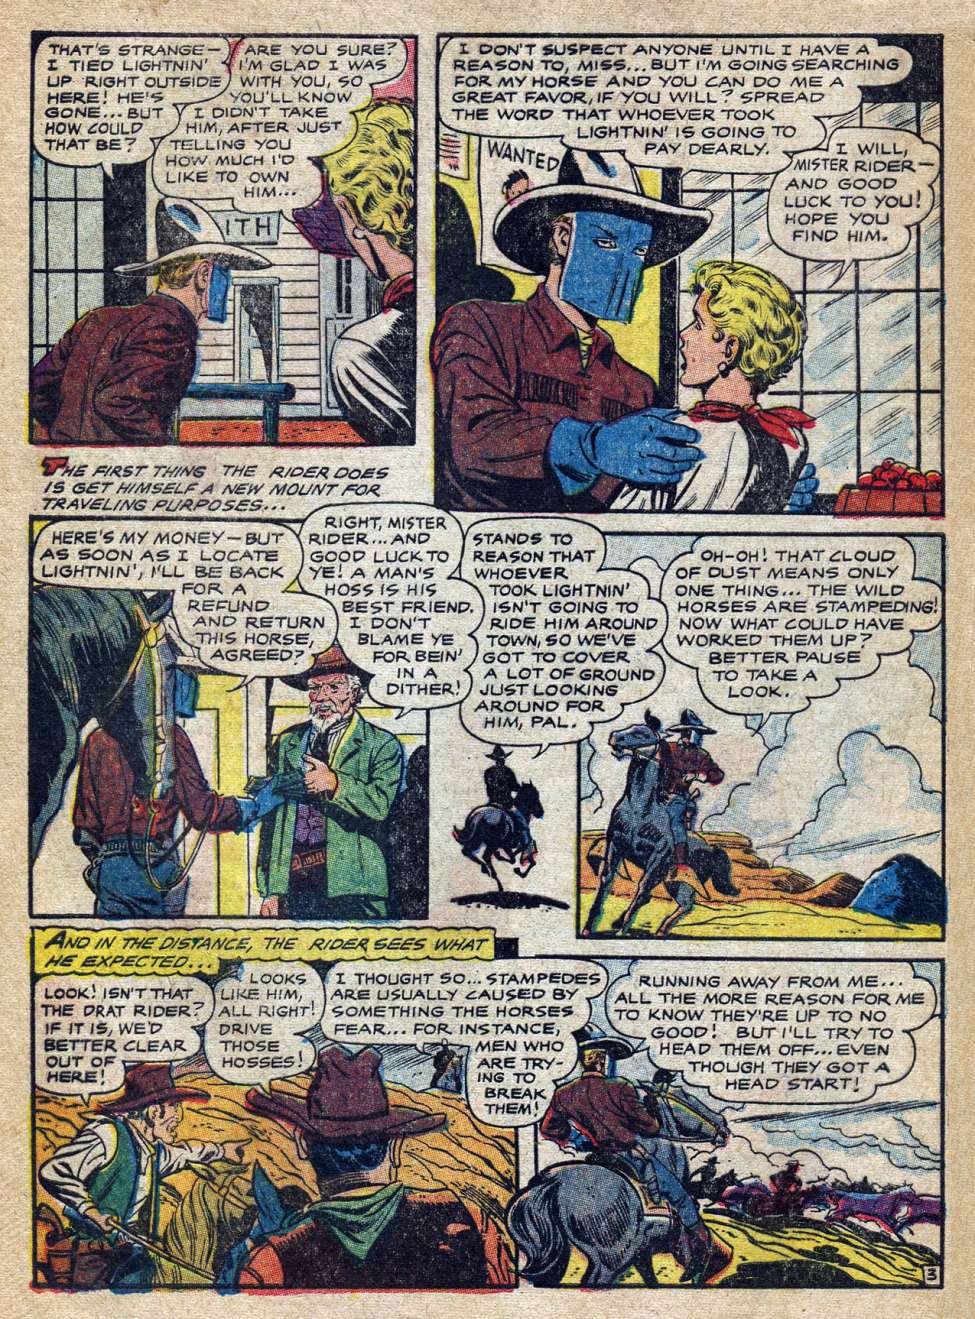 THAT'S STRANGE—
I TIED LIGHTNIN'
UP RIGHT OUTSIDE
HERE! HE'S
GONE... BUT
HOW COULD
THAT BE?
ARE YOU SURE?
I'M GLAD I WAS
WITH YOU, SO
YOU'LL KNOW
I DIDN'T TAKE
HIM, AFTER JUST
TELLING YOU
HOW MUCH I'D
LIKE TO OWN
HIM...
ITH
I DON'T SUSPECT ANYONE UNTIL I HAVE A
REASON TO, MISS... BUT I'M GOING SEARCHING
FOR MY HORSE AND YOU CAN DO ME A
GREAT FAVOR, IF YOU WILL? SPREAD
THE WORD THAT WHOEVER TOOK
LIGHTNIN' IS GOING TO
PAY DEARLY.
WANTED
I WILL,
MISTER RIDER—
AND GOOD
LUCK TO YOU!
HOPE YOU
FIND HIM.
THE FIRST THING THE RIDER DOES
IS GET HIMSELF A NEW MOUNT FOR
TRAVELING PURPOSES...
HERE'S MY MONEY—BUT
AS SOON AS I LOCATE
LIGHTNIN', I'LL BE BACK
FOR A
REFUND
AND RETURN
THIS HORSE,
AGREED?
RIGHT, MISTER
RIDER... AND
GOOD LUCK TO
YE! A MAN'S
HOSS IS HIS
BEST FRIEND.
I DON'T
BLAME YE
FOR BEIN'
IN A
DITHER!
STANDS TO
REASON THAT
WHOEVER
TOOK LIGHTNIN'
ISN'T GOING TO
RIDE HIM AROUND
TOWN, SO WE'VE
GOT TO COVER
A LOT OF GROUND
JUST LOOKING
AROUND FOR
HIM, PAL.
OH-OH! THAT CLOUD
OF DUST MEANS ONLY
ONE THING... THE WILD
HORSES ARE STAMPEDING!
NOW WHAT COULD HAVE
WORKED THEM UP?
BETTER PAUSE
TO TAKE A
LOOK.
AND IN THE DISTANCE, THE RIDER SEES WHAT
HE EXPECTED...
LOOK! ISN'T THAT
THE DRAT RIDER?
IF IT IS, WE'D
BETTER CLEAR
OUT OF
HERE!
LOOKS
LIKE HIM,
ALL RIGHT!
DRIVE
THOSE
HOSSES!
I THOUGHT SO... STAMPEDES
ARE USUALLY CAUSED BY
SOMETHING THE HORSES
FEAR... FOR INSTANCE,
MEN WHO
ARE TRY-
ING TO
BREAK
THEM!
RUNNING AWAY FROM ME...
ALL THE MORE REASON FOR ME
TO KNOW THEY'RE UP TO NO
GOOD! BUT I'LL TRY TO
HEAD THEM OFF... EVEN
THOUGH THEY GOT A
HEAD START!
3